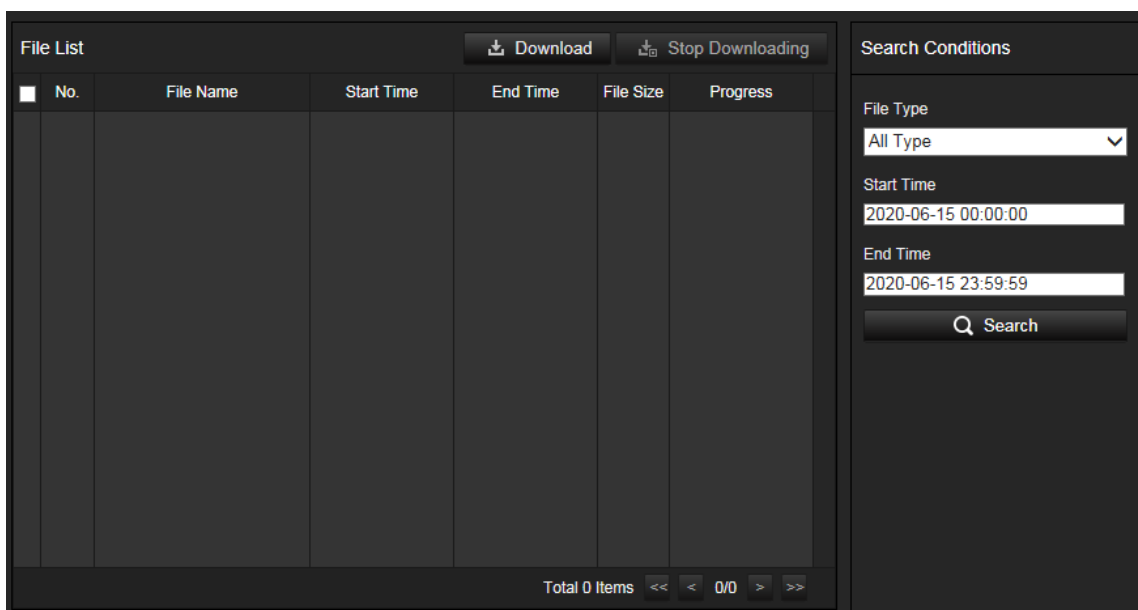 File List
Download
Stop Downloading
No. File Name Start Time End Time File Size Progress
Total 0 Items << < 0/0 > >>
Search Conditions
File Type
All Type
Start Time
2020-06-15 00:00:00
End Time
2020-06-15 23:59:59
Search